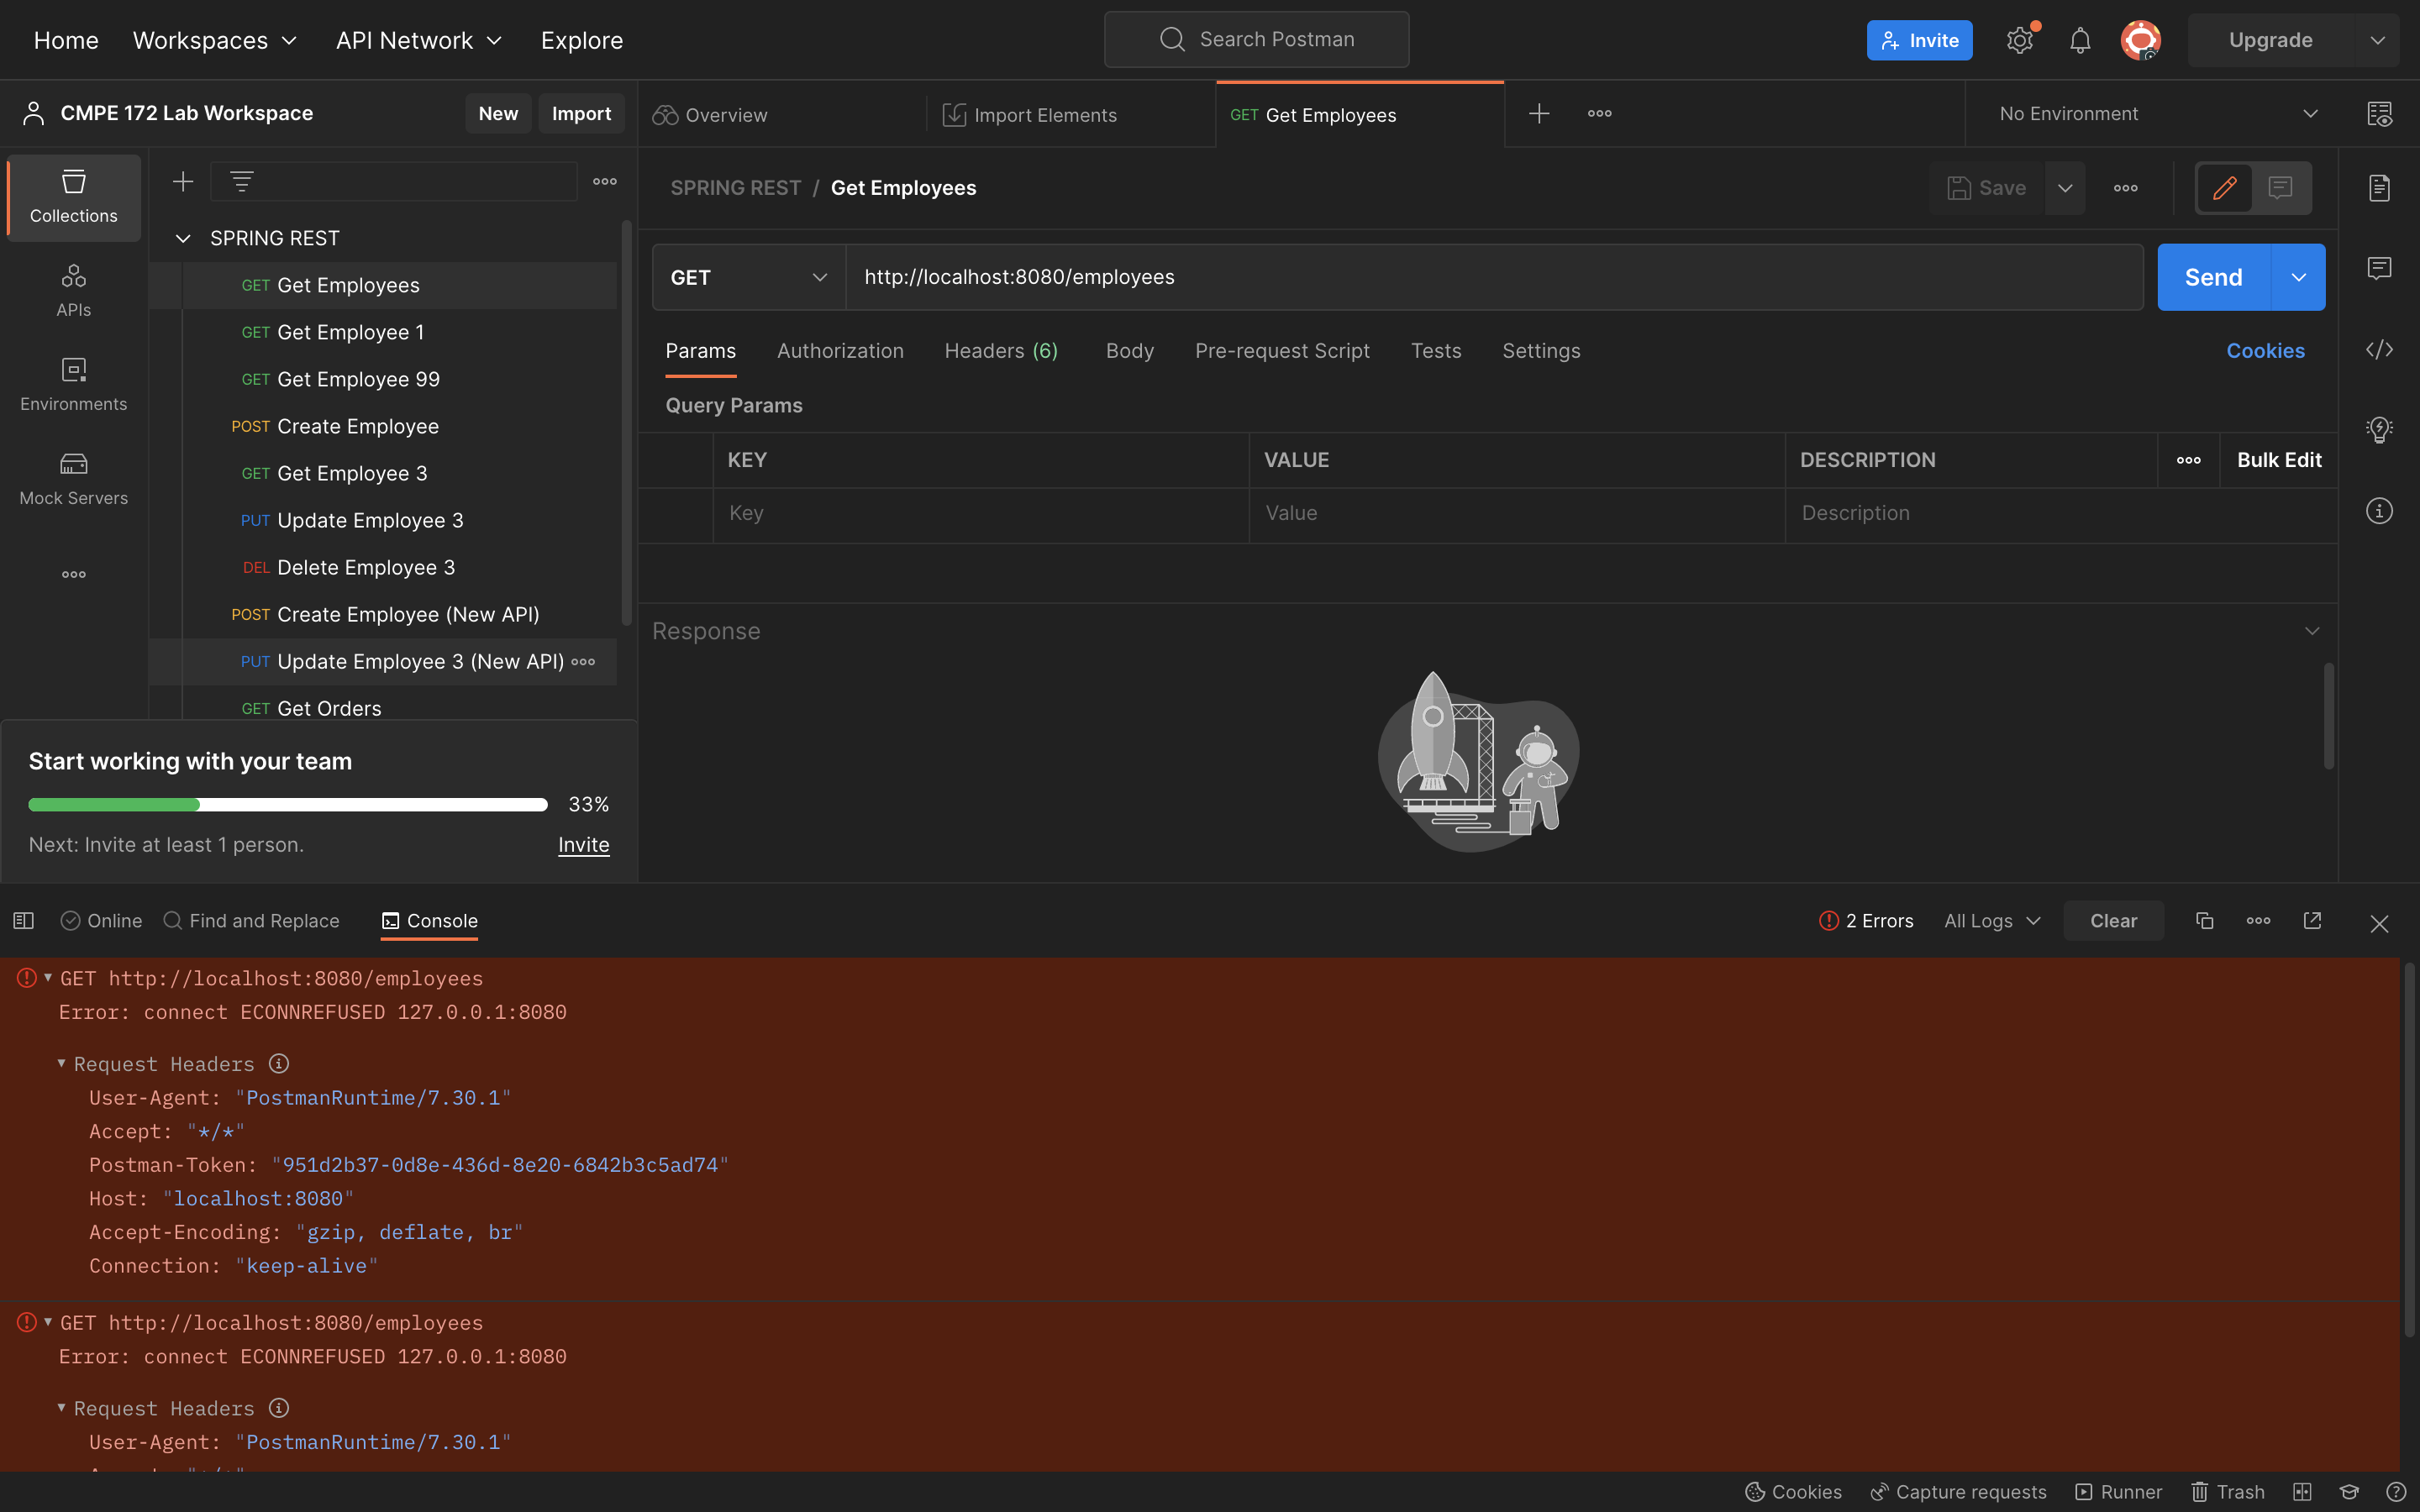 Home Workspaces API Network Explore Search Postman Invite Upgrade
CMPE 172 Lab Workspace New Import
Overview Import Elements GET Get Employees No Environment
Collections
APIs
Environments
Mock Servers
SPRING REST
GET Get Employees
GET Get Employee 1
GET Get Employee 99
POST Create Employee
GET Get Employee 3
PUT Update Employee 3
DEL Delete Employee 3
POST Create Employee (New API)
PUT Update Employee 3 (New API)
GET Get Orders
Start working with your team
33%
Next: Invite at least 1 person. Invite
SPRING REST / Get Employees Save
GET http://localhost:8080/employees Send
Params Authorization Headers (6) Body Pre-request Script Tests Settings Cookies
Query Params
KEY VALUE DESCRIPTION Bulk Edit
Key Value Description
Response
Online Find and Replace Console 2 Errors All Logs Clear
GET http://localhost:8080/employees
Error: connect ECONNREFUSED 127.0.0.1:8080
Request Headers
User-Agent: "PostmanRuntime/7.30.1"
Accept: "*/*"
Postman-Token: "951d2b37-0d8e-436d-8e20-6842b3c5ad74"
Host: "localhost:8080"
Accept-Encoding: "gzip, deflate, br"
Connection: "keep-alive"
GET http://localhost:8080/employees
Error: connect ECONNREFUSED 127.0.0.1:8080
Request Headers
User-Agent: "PostmanRuntime/7.30.1"
Cookies Capture requests Runner Trash